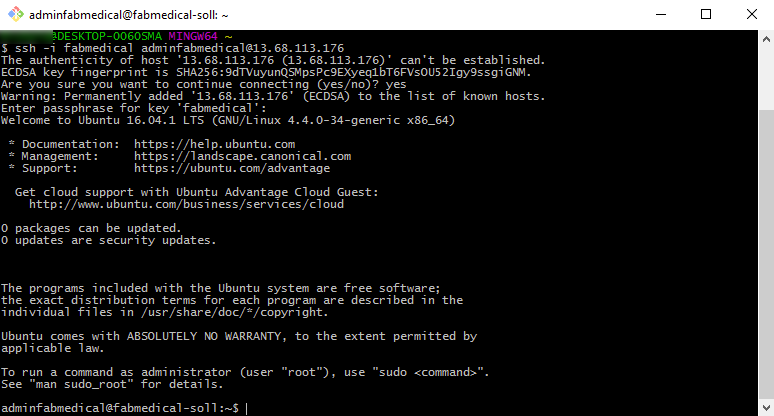 adminfabmedical@fabmedical-soll: ~
@DESKTOP-OO6OSMA MINGW64 ~
$ ssh -i fabmedical adminfabmedical@13.68.113.176
The authenticity of host '13.68.113.176 (13.68.113.176)' can't be established.
ECDSA key fingerprint is SHA256:9dTVuyunQSMpsPc9EXyeq1bT6FVsOU52Igy9ssgiGNM.
Are you sure you want to continue connecting (yes/no)? yes
Warning: Permanently added '13.68.113.176' (ECDSA) to the list of known hosts.
Enter passphrase for key 'fabmedical':
Welcome to Ubuntu 16.04.1 LTS (GNU/Linux 4.4.0-34-generic x86_64)
* Documentation: https://help.ubuntu.com
* Management: https://landscape.canonical.com
* Support: https://ubuntu.com/advantage
Get cloud support with Ubuntu Advantage Cloud Guest:
http://www.ubuntu.com/business/services/cloud
0 packages can be updated.
0 updates are security updates.
The programs included with the Ubuntu system are free software;
the exact distribution terms for each program are described in the
individual files in /usr/share/doc/*/copyright.
Ubuntu comes with ABSOLUTELY NO WARRANTY, to the extent permitted by
applicable law.
To run a command as administrator (user "root"), use "sudo <command>".
See "man sudo_root" for details.
adminfabmedical@fabmedical-soll:~$